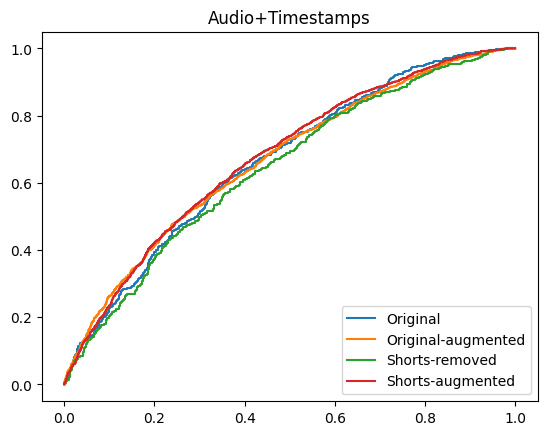 Audio+Timestamps
1.0
0.8
0.6
0.4
0.2
0.0
0.0 0.2 0.4 0.6 0.8 1.0
Original
Original-augmented
Shorts-removed
Shorts-augmented